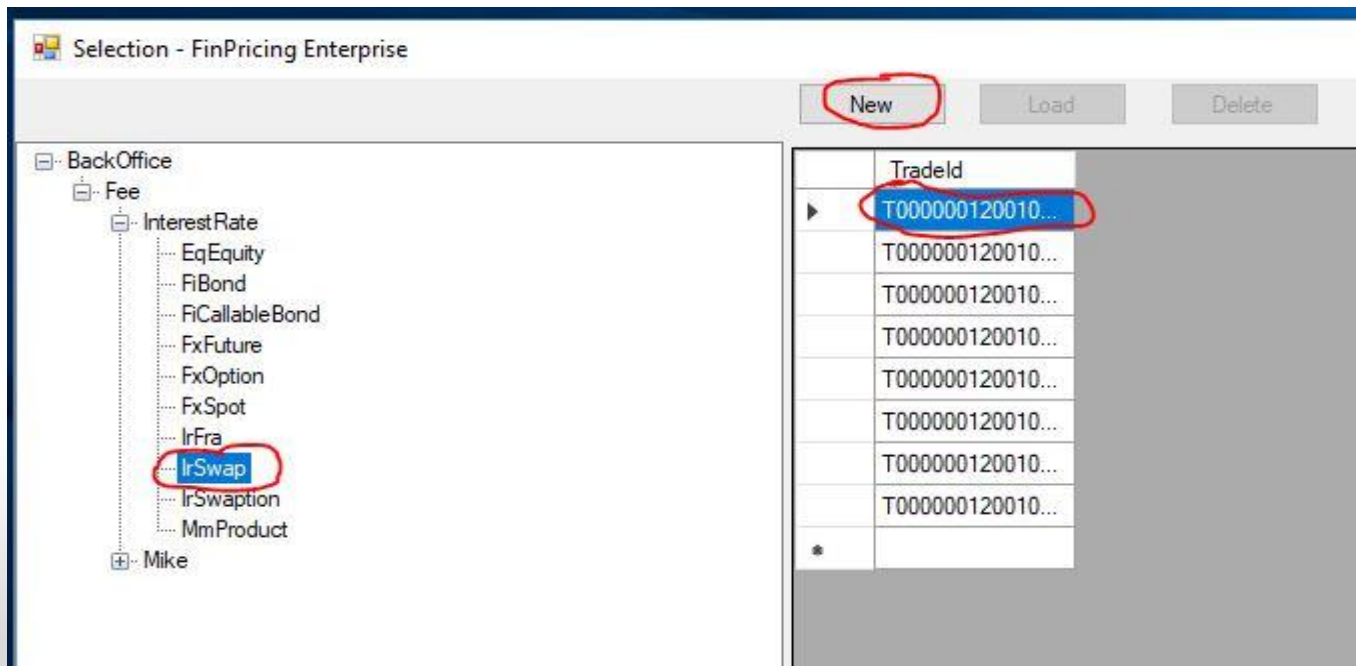 Selection - FinPricing Enterprise
New Load Delete
BackOffice
Fee
InterestRate
EqEquity
FiBond
FiCallableBond
FxFuture
FxOption
FxSpot
IrFra
IrSwap
IrSwaption
MmProduct
Mike
TradeId
T000000120010...
T000000120010...
T000000120010...
T000000120010...
T000000120010...
T000000120010...
T000000120010...
T000000120010...